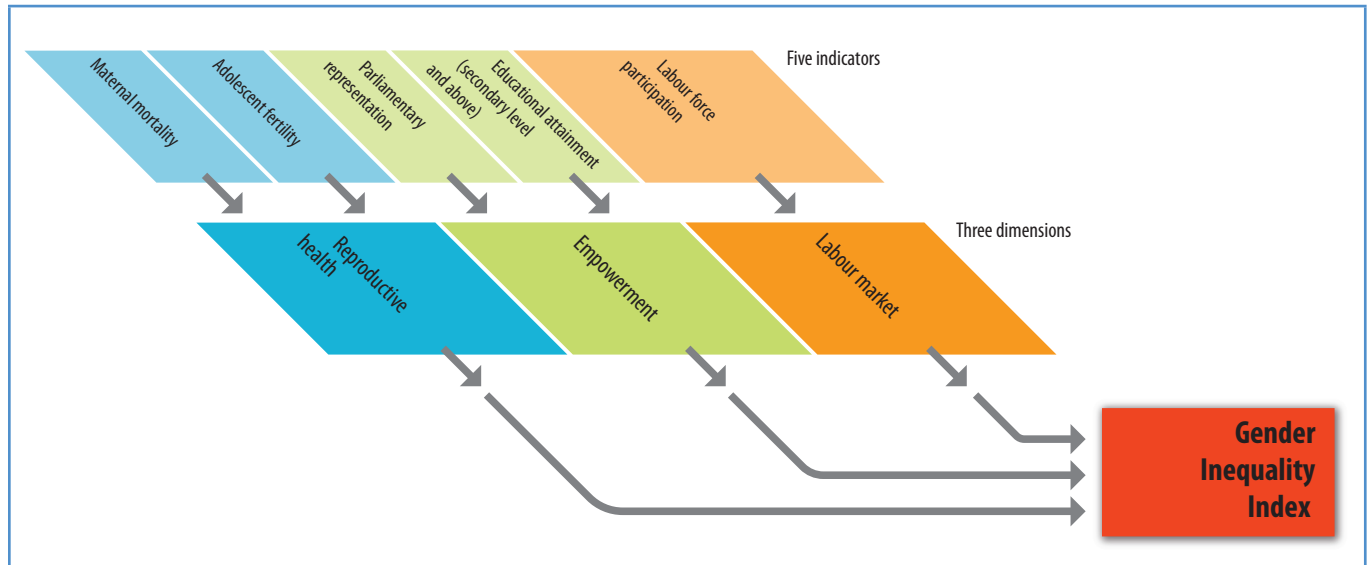 Maternal mortality
Adolescent fertility
Parliamentary
representation
Educational attainment
(secondary level
and above)
Labour force
participation
Five indicators
Reproductive
health
Empowerment
Labour market
Three dimensions
Gender
Inequality
Index